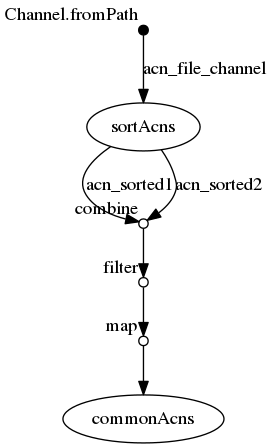 Channel.fromPath
acn_file_channel
sortAcns
acn_sorted1
acn_sorted2
combine
filter
map
commonAcns